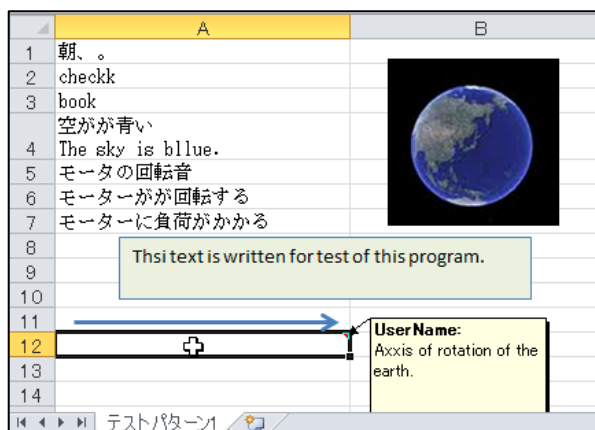 A B
1 朝、。
2 checkk
3 book
空がが青い
4 The sky is bllue.
5 モータの回転音
6 モーターがが回転する
7 モーターに負荷がかかる
8
Thsi text is written for test of this program.
9
10
11
UserName:
12
Axxis of rotation of the
13
earth.
14
テストパターン1